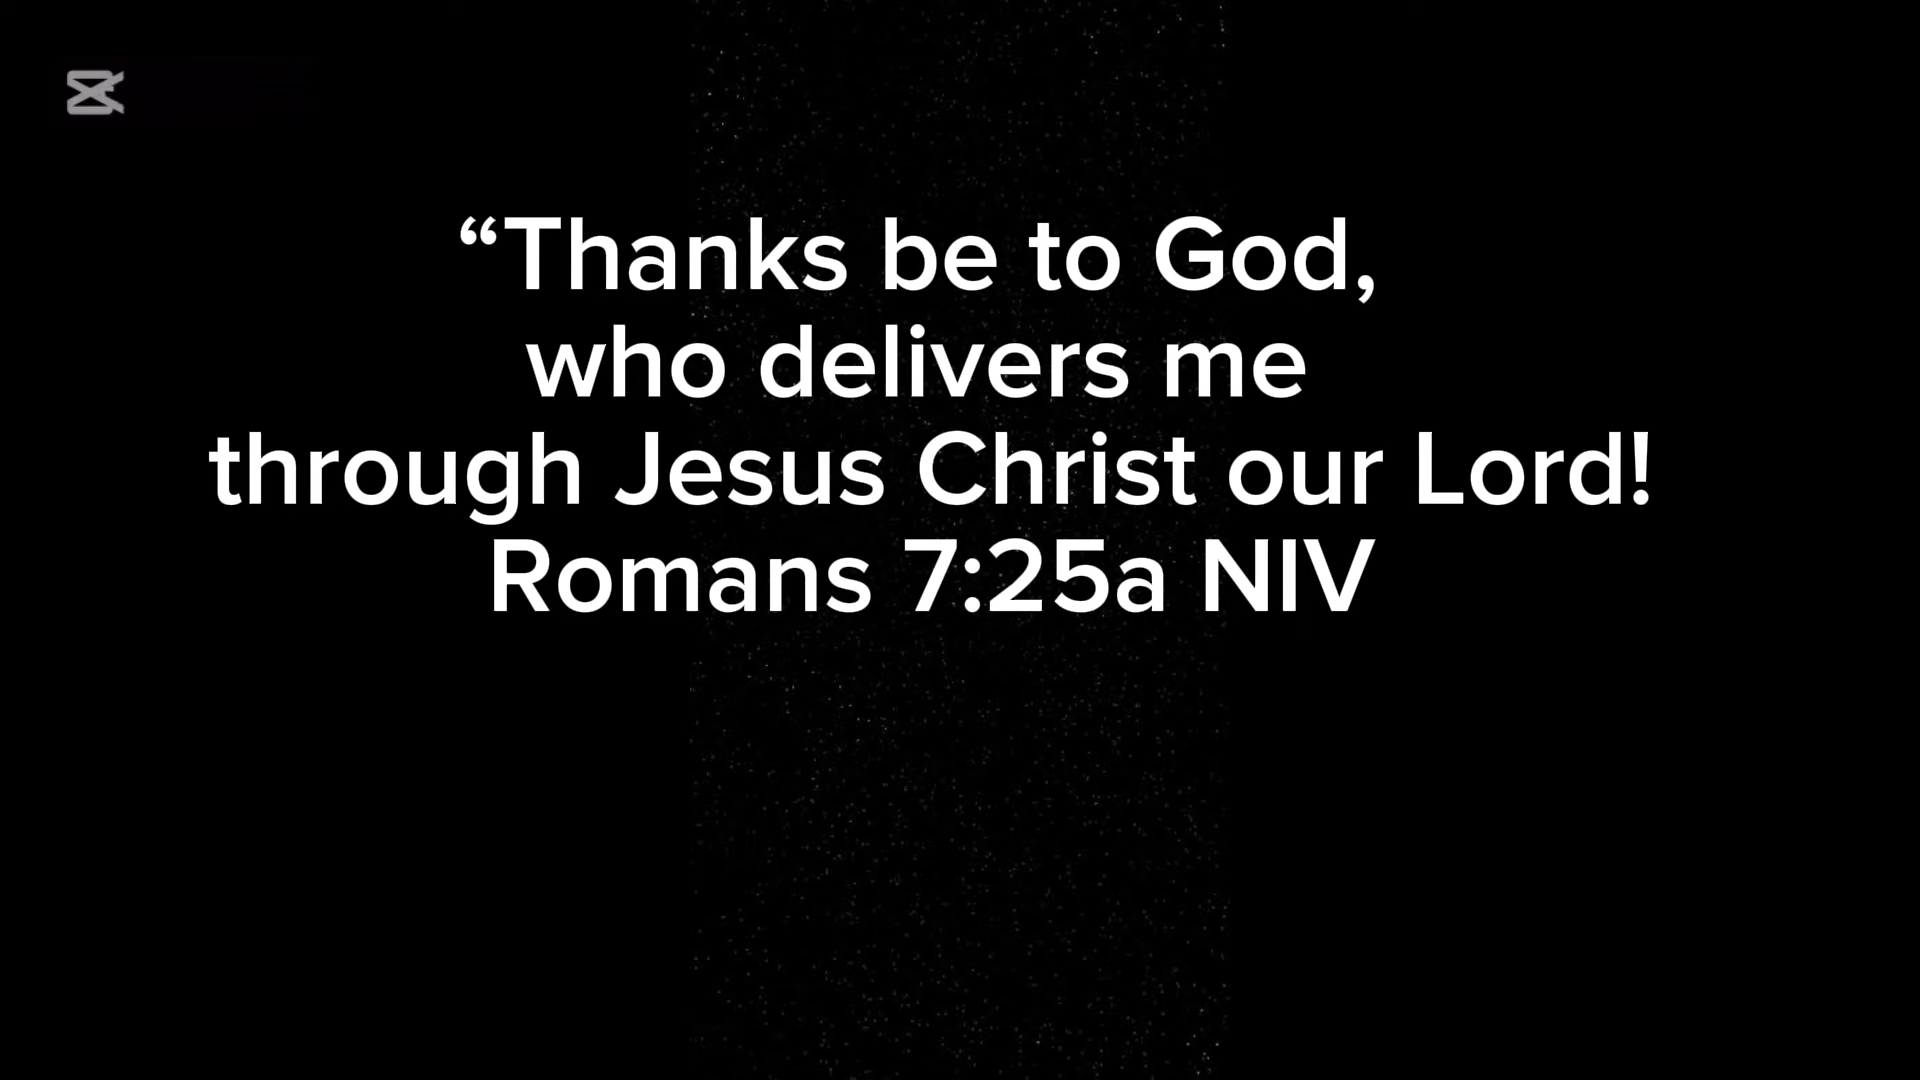 “Thanks be to God,
who delivers me
through Jesus Christ our Lord!
Romans 7:25a NIV